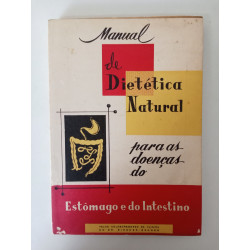 Manual
de
Dietética
Natural
para as
doenças
do
Estômago e do Intestino